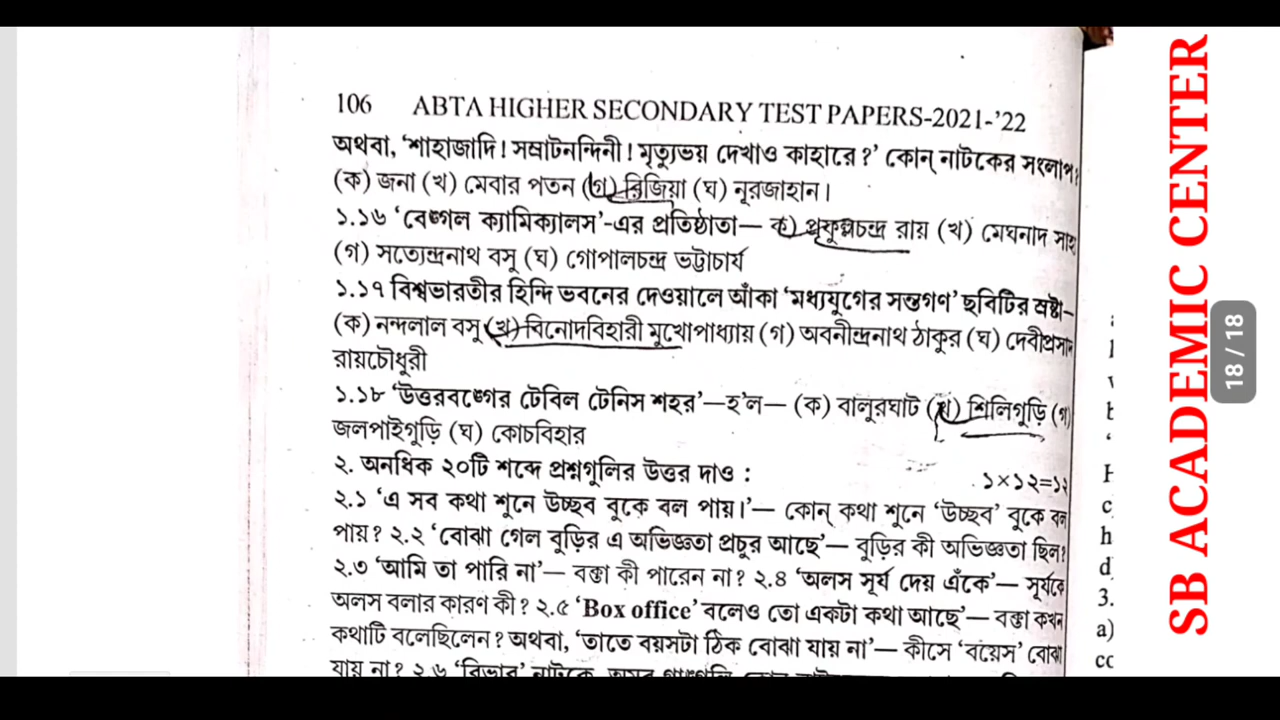 106 ABTA HIGHER SECONDARY TEST PAPERS-2021-'22
অথবা, 'শাহাজাদি! সম্রাটনন্দিনী! মৃত্যুভয় দেখাও কাহারে?' কোন্ নাটকের সংলাপ?
(ক) জনা (খ) মেবার পতন (গ) রিজিয়া (ঘ) নূরজাহান।
১.১৬ 'বেঙ্গল ক্যামিক্যালস'-এর প্রতিষ্ঠাতা— ক) প্রফুল্লচন্দ্র রায় (খ) মেঘনাদ সাহা
(গ) সত্যেন্দ্রনাথ বসু (ঘ) গোপালচন্দ্র ভট্টাচার্য
১.১৭ বিশ্বভারতীর হিন্দি ভবনের দেওয়ালে আঁকা 'মধ্যযুগের সন্তগণ' ছবিটির স্রষ্টা—
(ক) নন্দলাল বসু (খ) বিনোদবিহারী মুখোপাধ্যায় (গ) অবনীন্দ্রনাথ ঠাকুর (ঘ) দেবীপ্রসাদ
রায়চৌধুরী
১.১৮ 'উত্তরবঙ্গের টেবিল টেনিস শহর'—হ'ল— (ক) বালুরঘাট (খ) শিলিগুড়ি (গ)
জলপাইগুড়ি (ঘ) কোচবিহার
২. অনধিক ২০টি শব্দে প্রশ্নগুলির উত্তর দাও : ১×১২=১২
২.১ 'এ সব কথা শুনে উচ্ছব বুকে বল পায়।'— কোন্ কথা শুনে 'উচ্ছব' বুকে বল
পায়? ২.২ 'বোঝা গেল বুড়ির এ অভিজ্ঞতা প্রচুর আছে'— বুড়ির কী অভিজ্ঞতা ছিল?
২.৩ 'আমি তা পারি না'— বক্তা কী পারেন না? ২.৪ 'অলস সূর্য দেয় এঁকে'— সূর্যকে
অলস বলার কারণ কী? ২.৫ 'Box office' বলেও তো একটা কথা আছে'— বক্তা কখন
কথাটি বলেছিলেন? অথবা, 'তাতে বয়সটা ঠিক বোঝা যায় না'— কীসে 'বয়েস' বোঝা
যায় না? ২.৬ 'বিভাব' নাটকে
H
c
h
d
3.
a)
cc
SB ACADEMIC CENTER
18 / 18